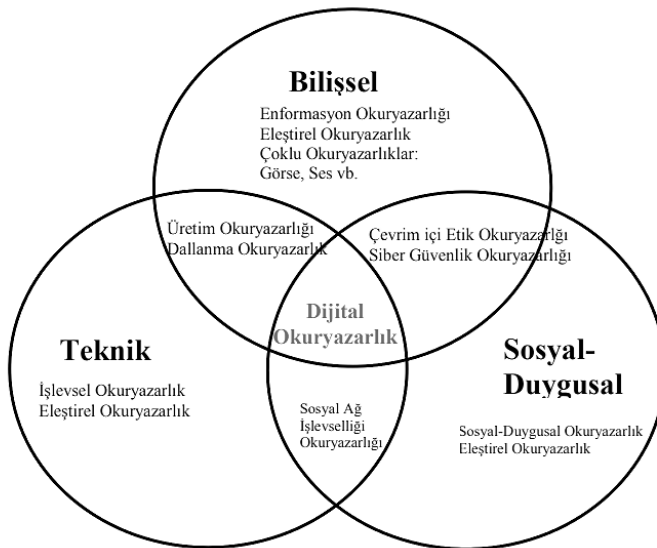 Bilişsel
Enformasyon Okuryazarlığı
Eleştirel Okuryazarlık
Çoklu Okuryazarlıklar:
Görse, Ses vb.
Üretim Okuryazarlığı
Dallanma Okuryazarlık
Çevrim içi Etik Okuryazarlğı
Siber Güvenlik Okuryazarlığı
Dijital
Okuryazarlık
Teknik
İşlevsel Okuryazarlık
Eleştirel Okuryazarlık
Sosyal-
Duygusal
Sosyal-Duygusal Okuryazarlık
Eleştirel Okuryazarlık
Sosyal Ağ
İşlevselliği
Okuryazarlığı